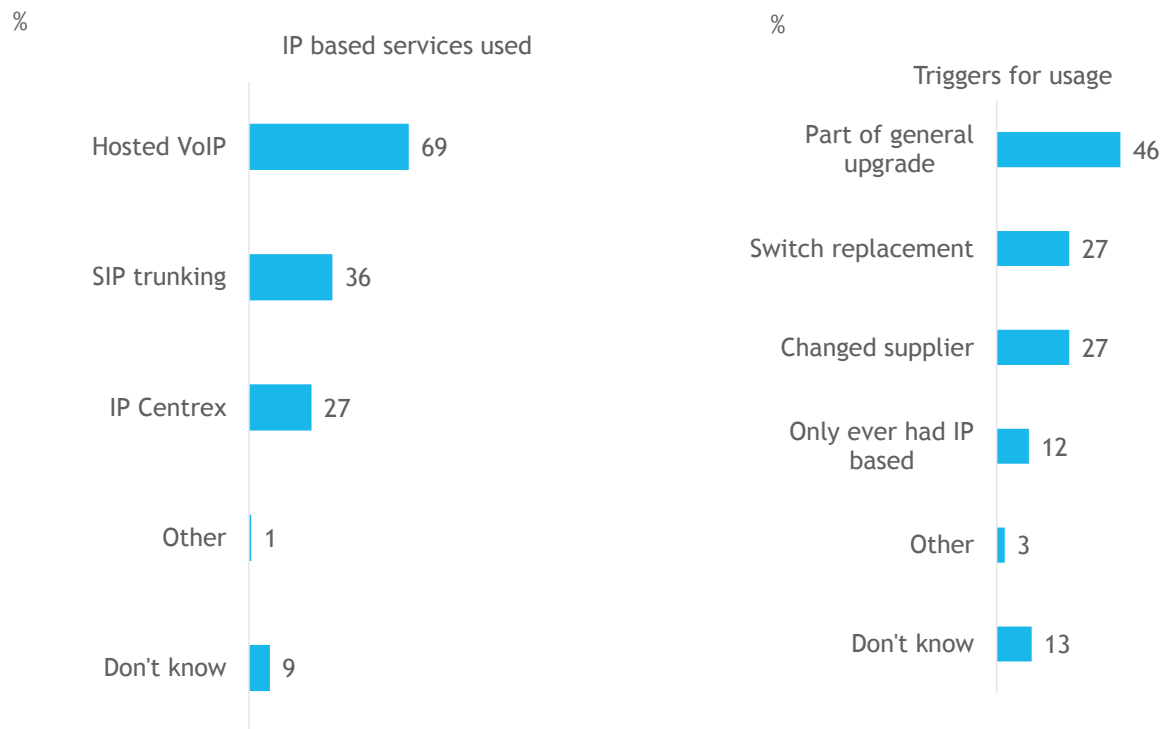 %
IP based services used
Hosted VoIP 69
SIP trunking 36
IP Centrex 27
Other 1
Don't know 9
%
Triggers for usage
Part of general
upgrade
46
Switch replacement 27
Changed supplier 27
Only ever had IP
based
12
Other 3
Don't know 13